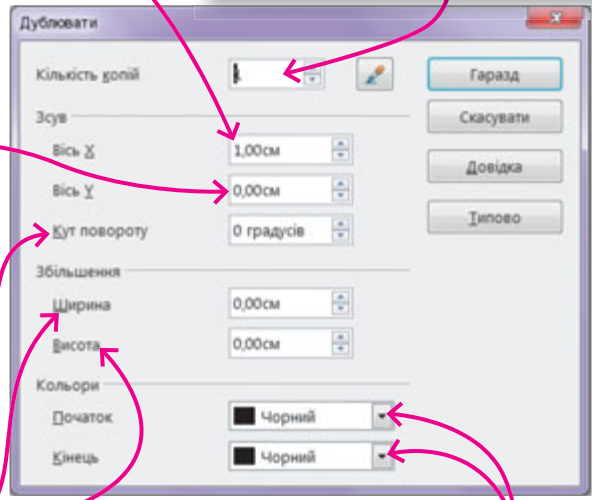 Дублювати
Кількість копій
Гаразд
Зсув
Скасувати
Вісь X 1,00см
Довідка
Вісь Y 0,00см
Типово
Кут повороту 0 градусів
Збільшення
Ширина 0,00см
Висота 0,00см
Кольори
Початок Чорний
Кінець Чорний